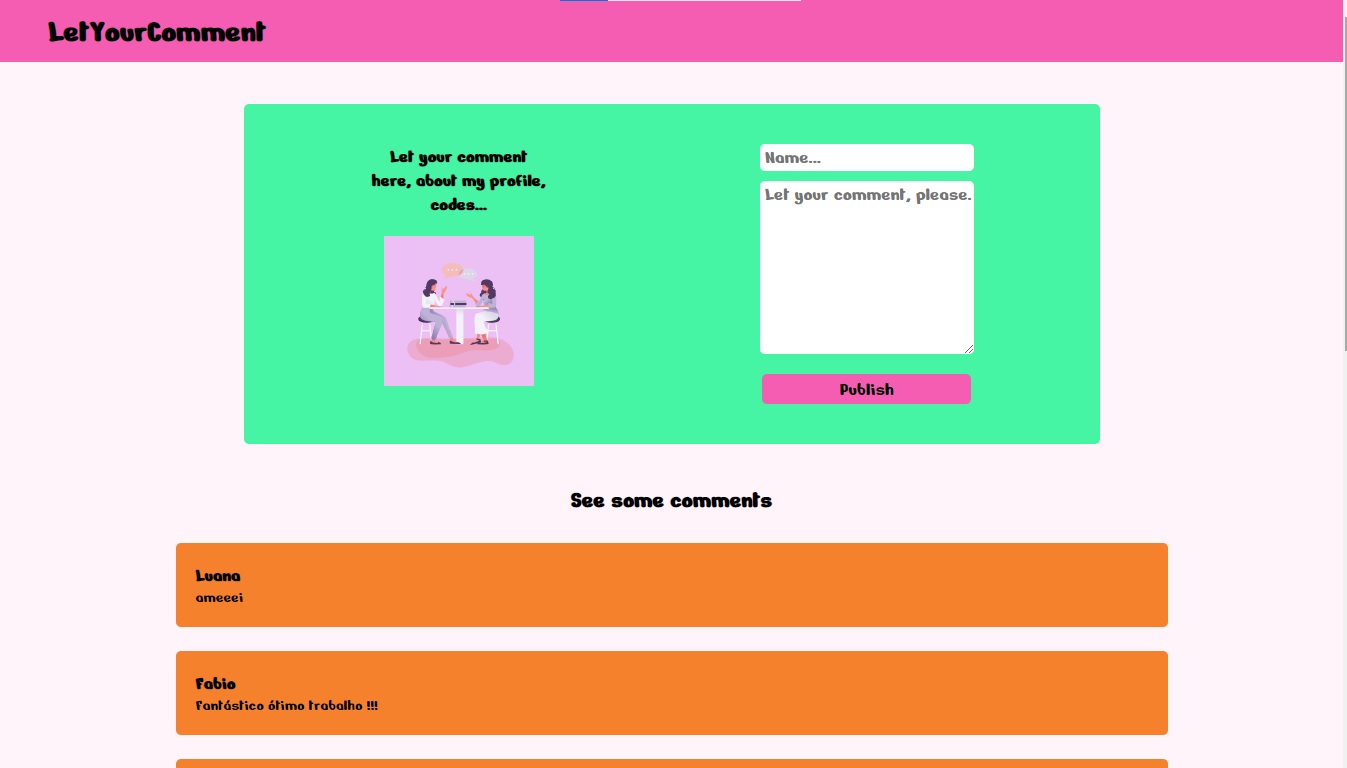 LetYourComment
Let your comment
here, about my profile,
codes...
Name...
Let your comment, please.
Publish
See some comments
Luana
ameeei
Fabio
Fantástico ótimo trabalho !!!